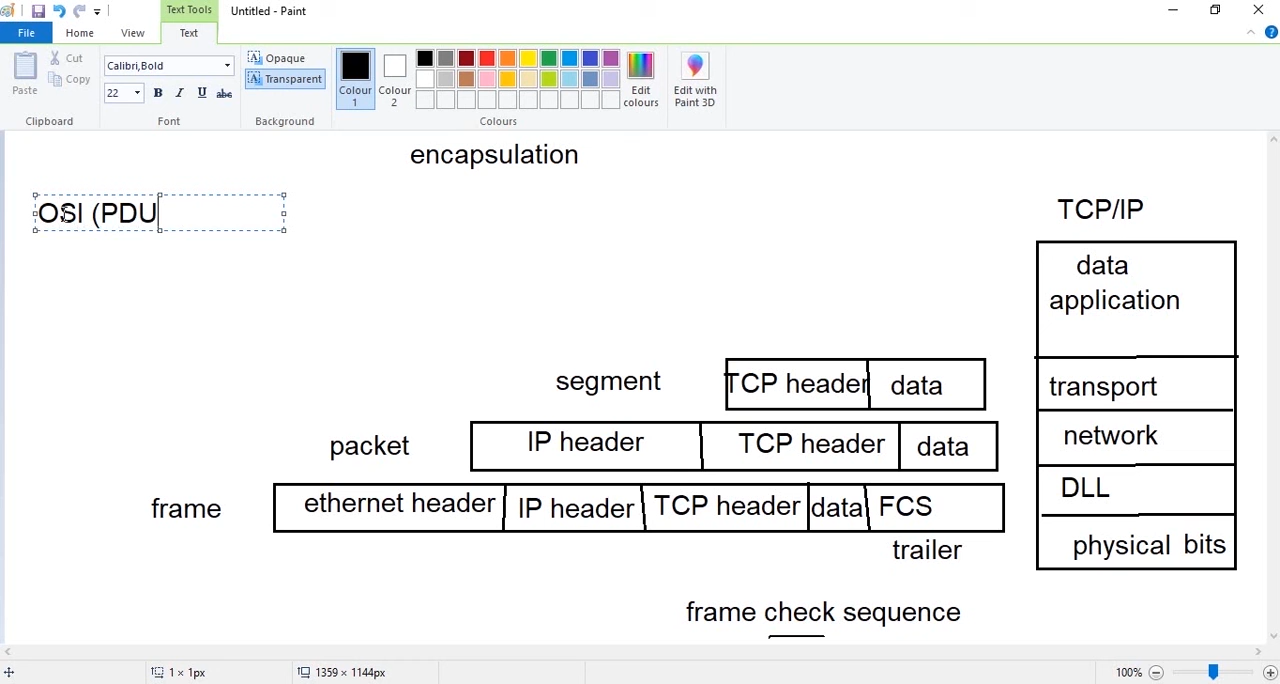 Text Tools
Untitled - Paint
File
Home
View
Text
Paste
Cut
Copy
Clipboard
Calibri,Bold
22
B
I
U
abc
Font
A
Opaque
A
Transparent
Background
Colour
1
Colour
2
Edit
colours
Colours
Edit with
Paint 3D
encapsulation
OSI (PDU
TCP/IP
data
application
segment
TCP header
data
transport
packet
IP header
TCP header
data
network
frame
ethernet header
IP header
TCP header
data
FCS
DLL
trailer
physical bits
frame check sequence
1 × 1px
1359 × 1144px
100%